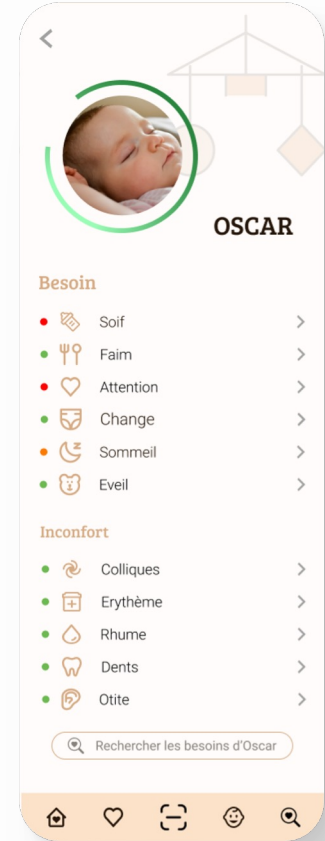 OSCAR
Besoin
Soif
Faim
Attention
Change
Sommeil
Eveil
Inconfort
Colliques
Erythème
Rhume
Dents
Otite
Rechercher les besoins d'Oscar